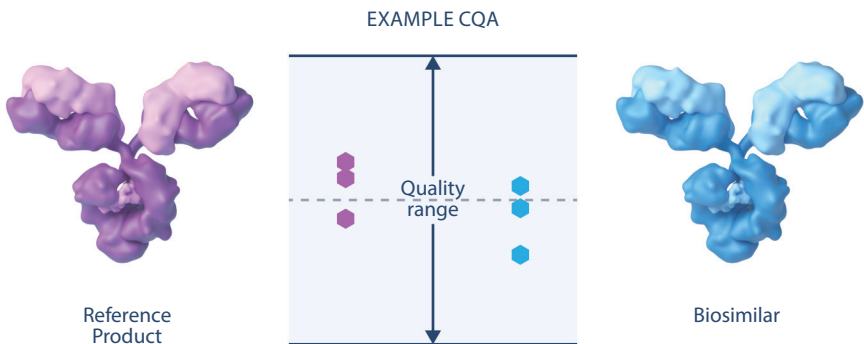 EXAMPLE CQA
Quality
range
Reference
Product
Biosimilar